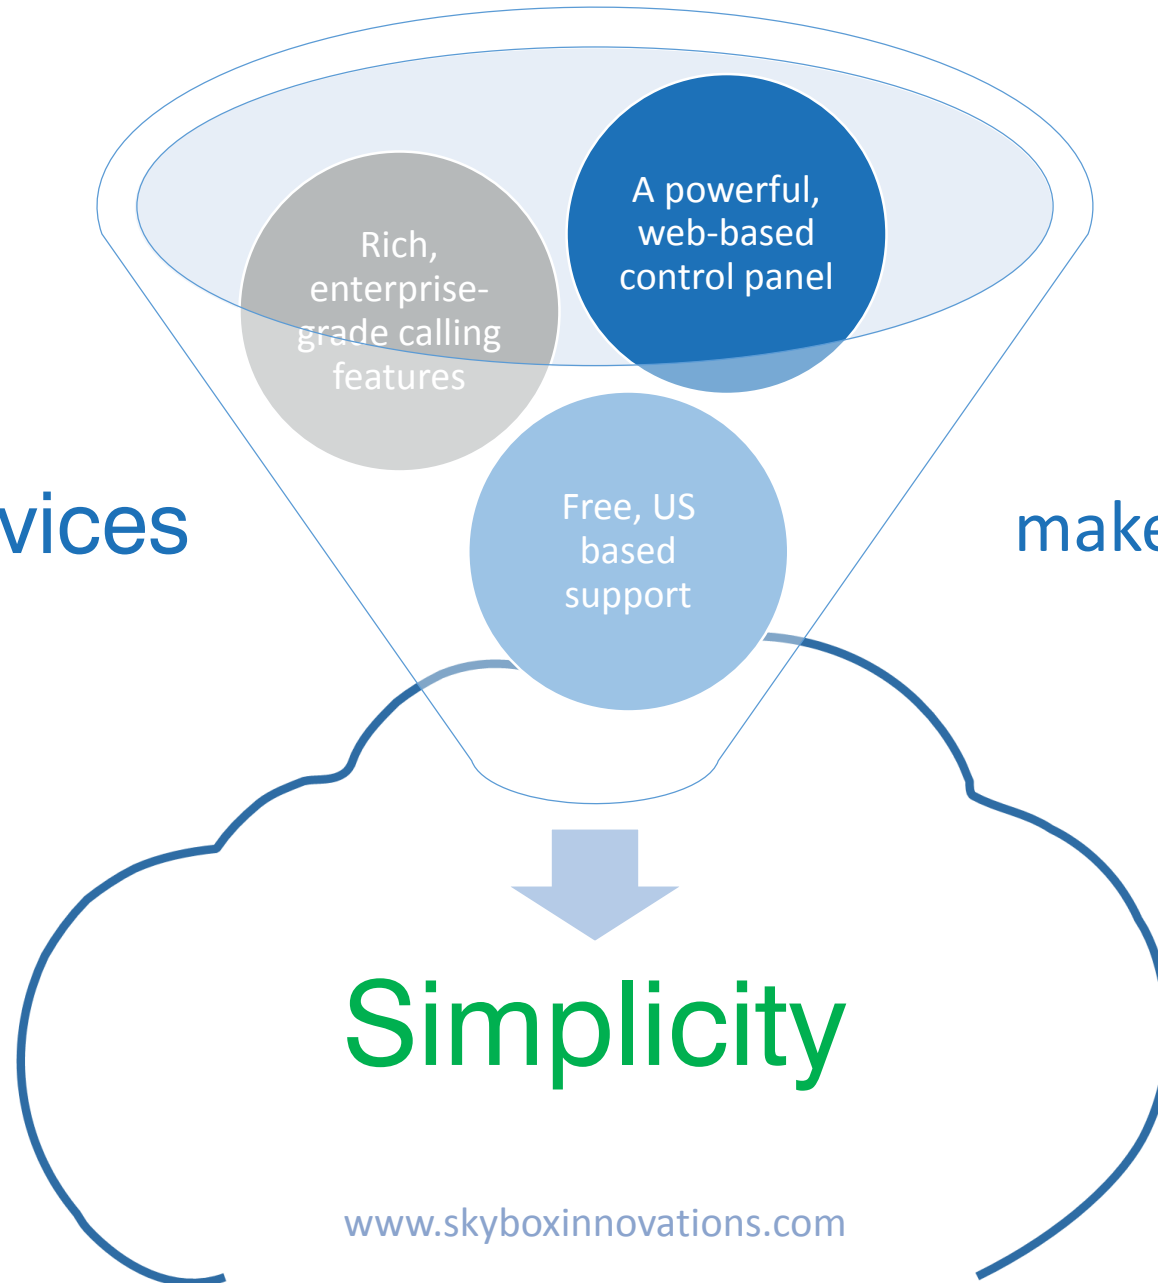 A powerful,
web-based
control panel
Rich,
enterprise-
grade calling
features
Free, US
based
support
vices
make
Simplicity
www.skyboxinnovations.com